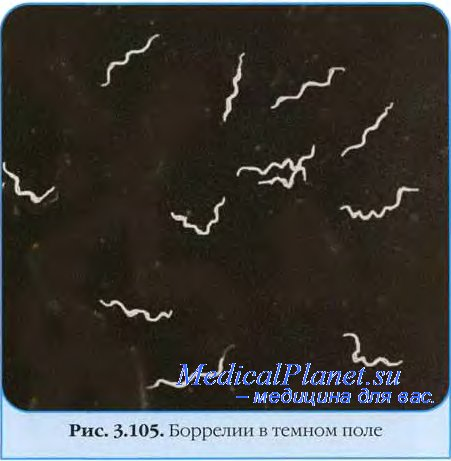 MedicalPlanet.su
– медицина для вас.
Рис. 3.105. Боррелии в темном поле